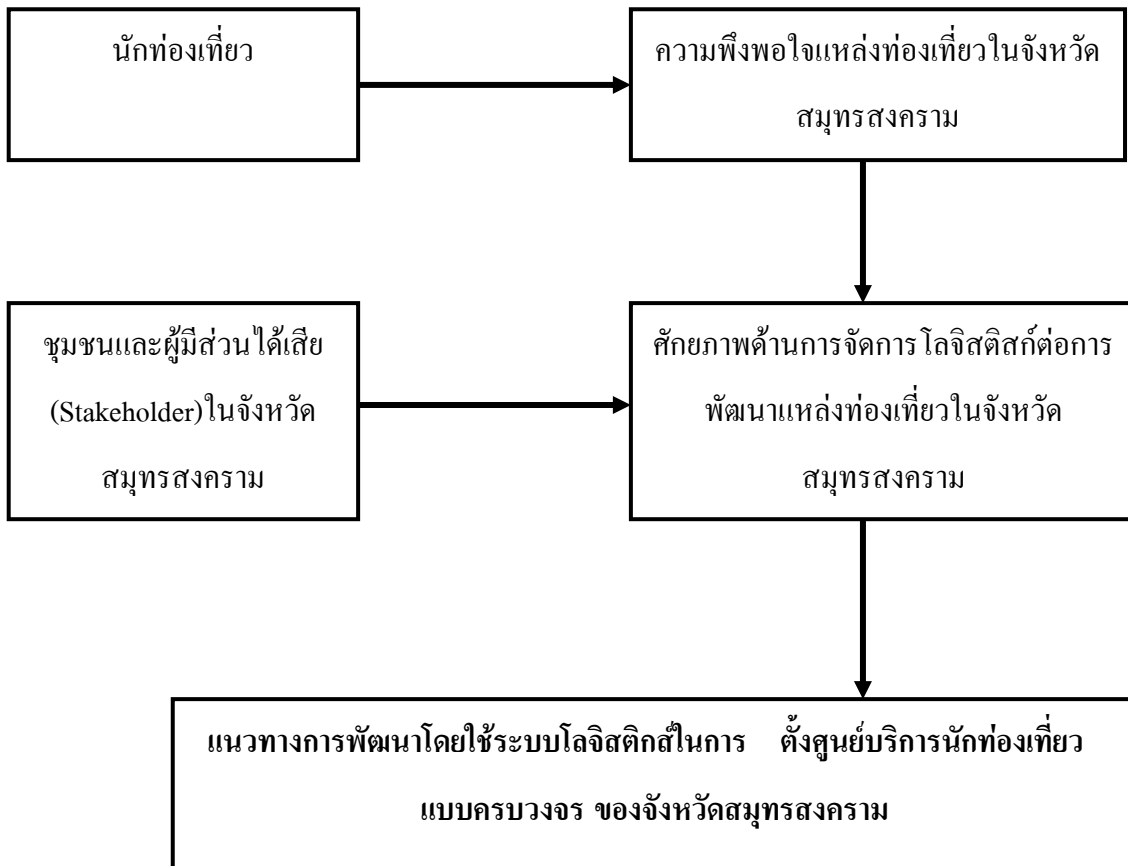 นักท่องเที่ยว
ความพึงพอใจแหล่งท่องเที่ยวในจังหวัด
สมุทรสงคราม
ชุมชนและผู้มีส่วนได้เสีย
(Stakeholder)ในจังหวัด
สมุทรสงคราม
ศักยภาพด้านการจัดการโลจิสติสก์ต่อการ
พัฒนาแหล่งท่องเที่ยวในจังหวัด
สมุทรสงคราม
แนวทางการพัฒนาโดยใช้ระบบโลจิสติกส์ในการ ตั้งศูนย์บริการนักท่องเที่ยว
แบบครบวงจร ของจังหวัดสมุทรสงคราม